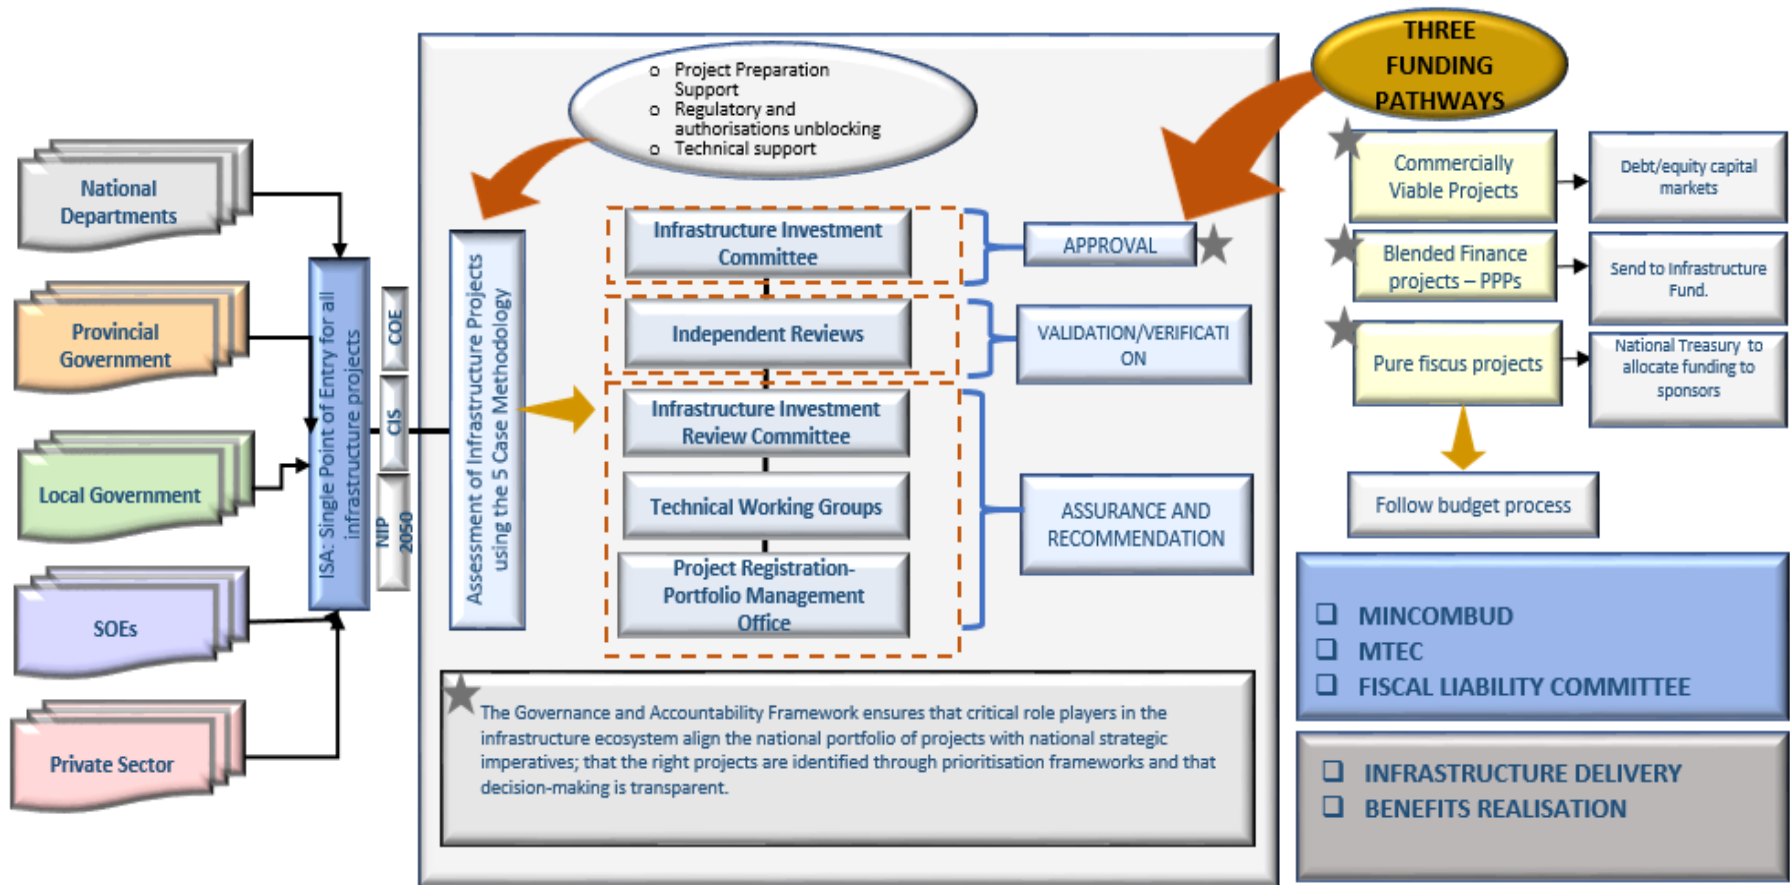 National
Departments
Provincial
Government
Local Government
SOEs
Private Sector
ISA: Single Point of Entry for all
infrastructure projects
COE
CIS
NIP
2050
Assessment of Infrastructure Projects
using the 5 Case Methodology
o Project Preparation
Support
o Regulatory and
authorisations unblocking
o Technical support
Infrastructure Investment
Committee
Independent Reviews
Infrastructure Investment
Review Committee
Technical Working Groups
Project Registration-
Portfolio Management
Office
APPROVAL
VALIDATION/VERIFICATI
ON
ASSURANCE AND
RECOMMENDATION
The Governance and Accountability Framework ensures that critical role players in the
infrastructure ecosystem align the national portfolio of projects with national strategic
imperatives; that the right projects are identified through prioritisation frameworks and that
decision-making is transparent.
THREE
FUNDING
PATHWAYS
Commercially
Viable Projects
Debt/equity capital
markets
Blended Finance
projects – PPPs
Send to Infrastructure
Fund.
Pure fiscus projects
National Treasury to
allocate funding to
sponsors
Follow budget process
❑ MINCOMBUD
❑ MTEC
❑ FISCAL LIABILITY COMMITTEE
❑ INFRASTRUCTURE DELIVERY
❑ BENEFITS REALISATION